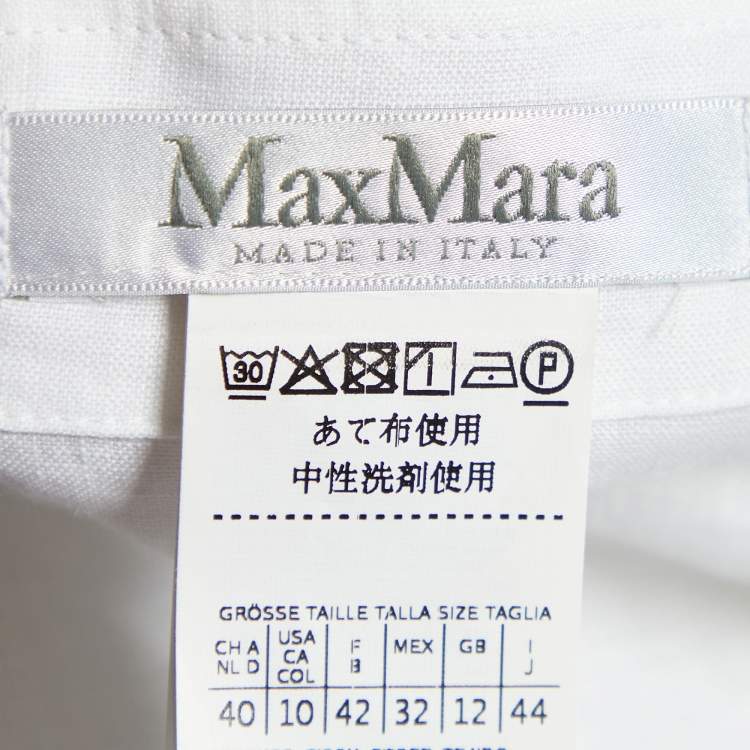 MaxMara
MADE IN ITALY
30 P
あて布使用
中性洗剤使用
GRÖSSE TAILLE TALLA SIZE TAGLIA
CH A NL D USA CA COL F B MEX GB I J
40 10 42 32 12 44